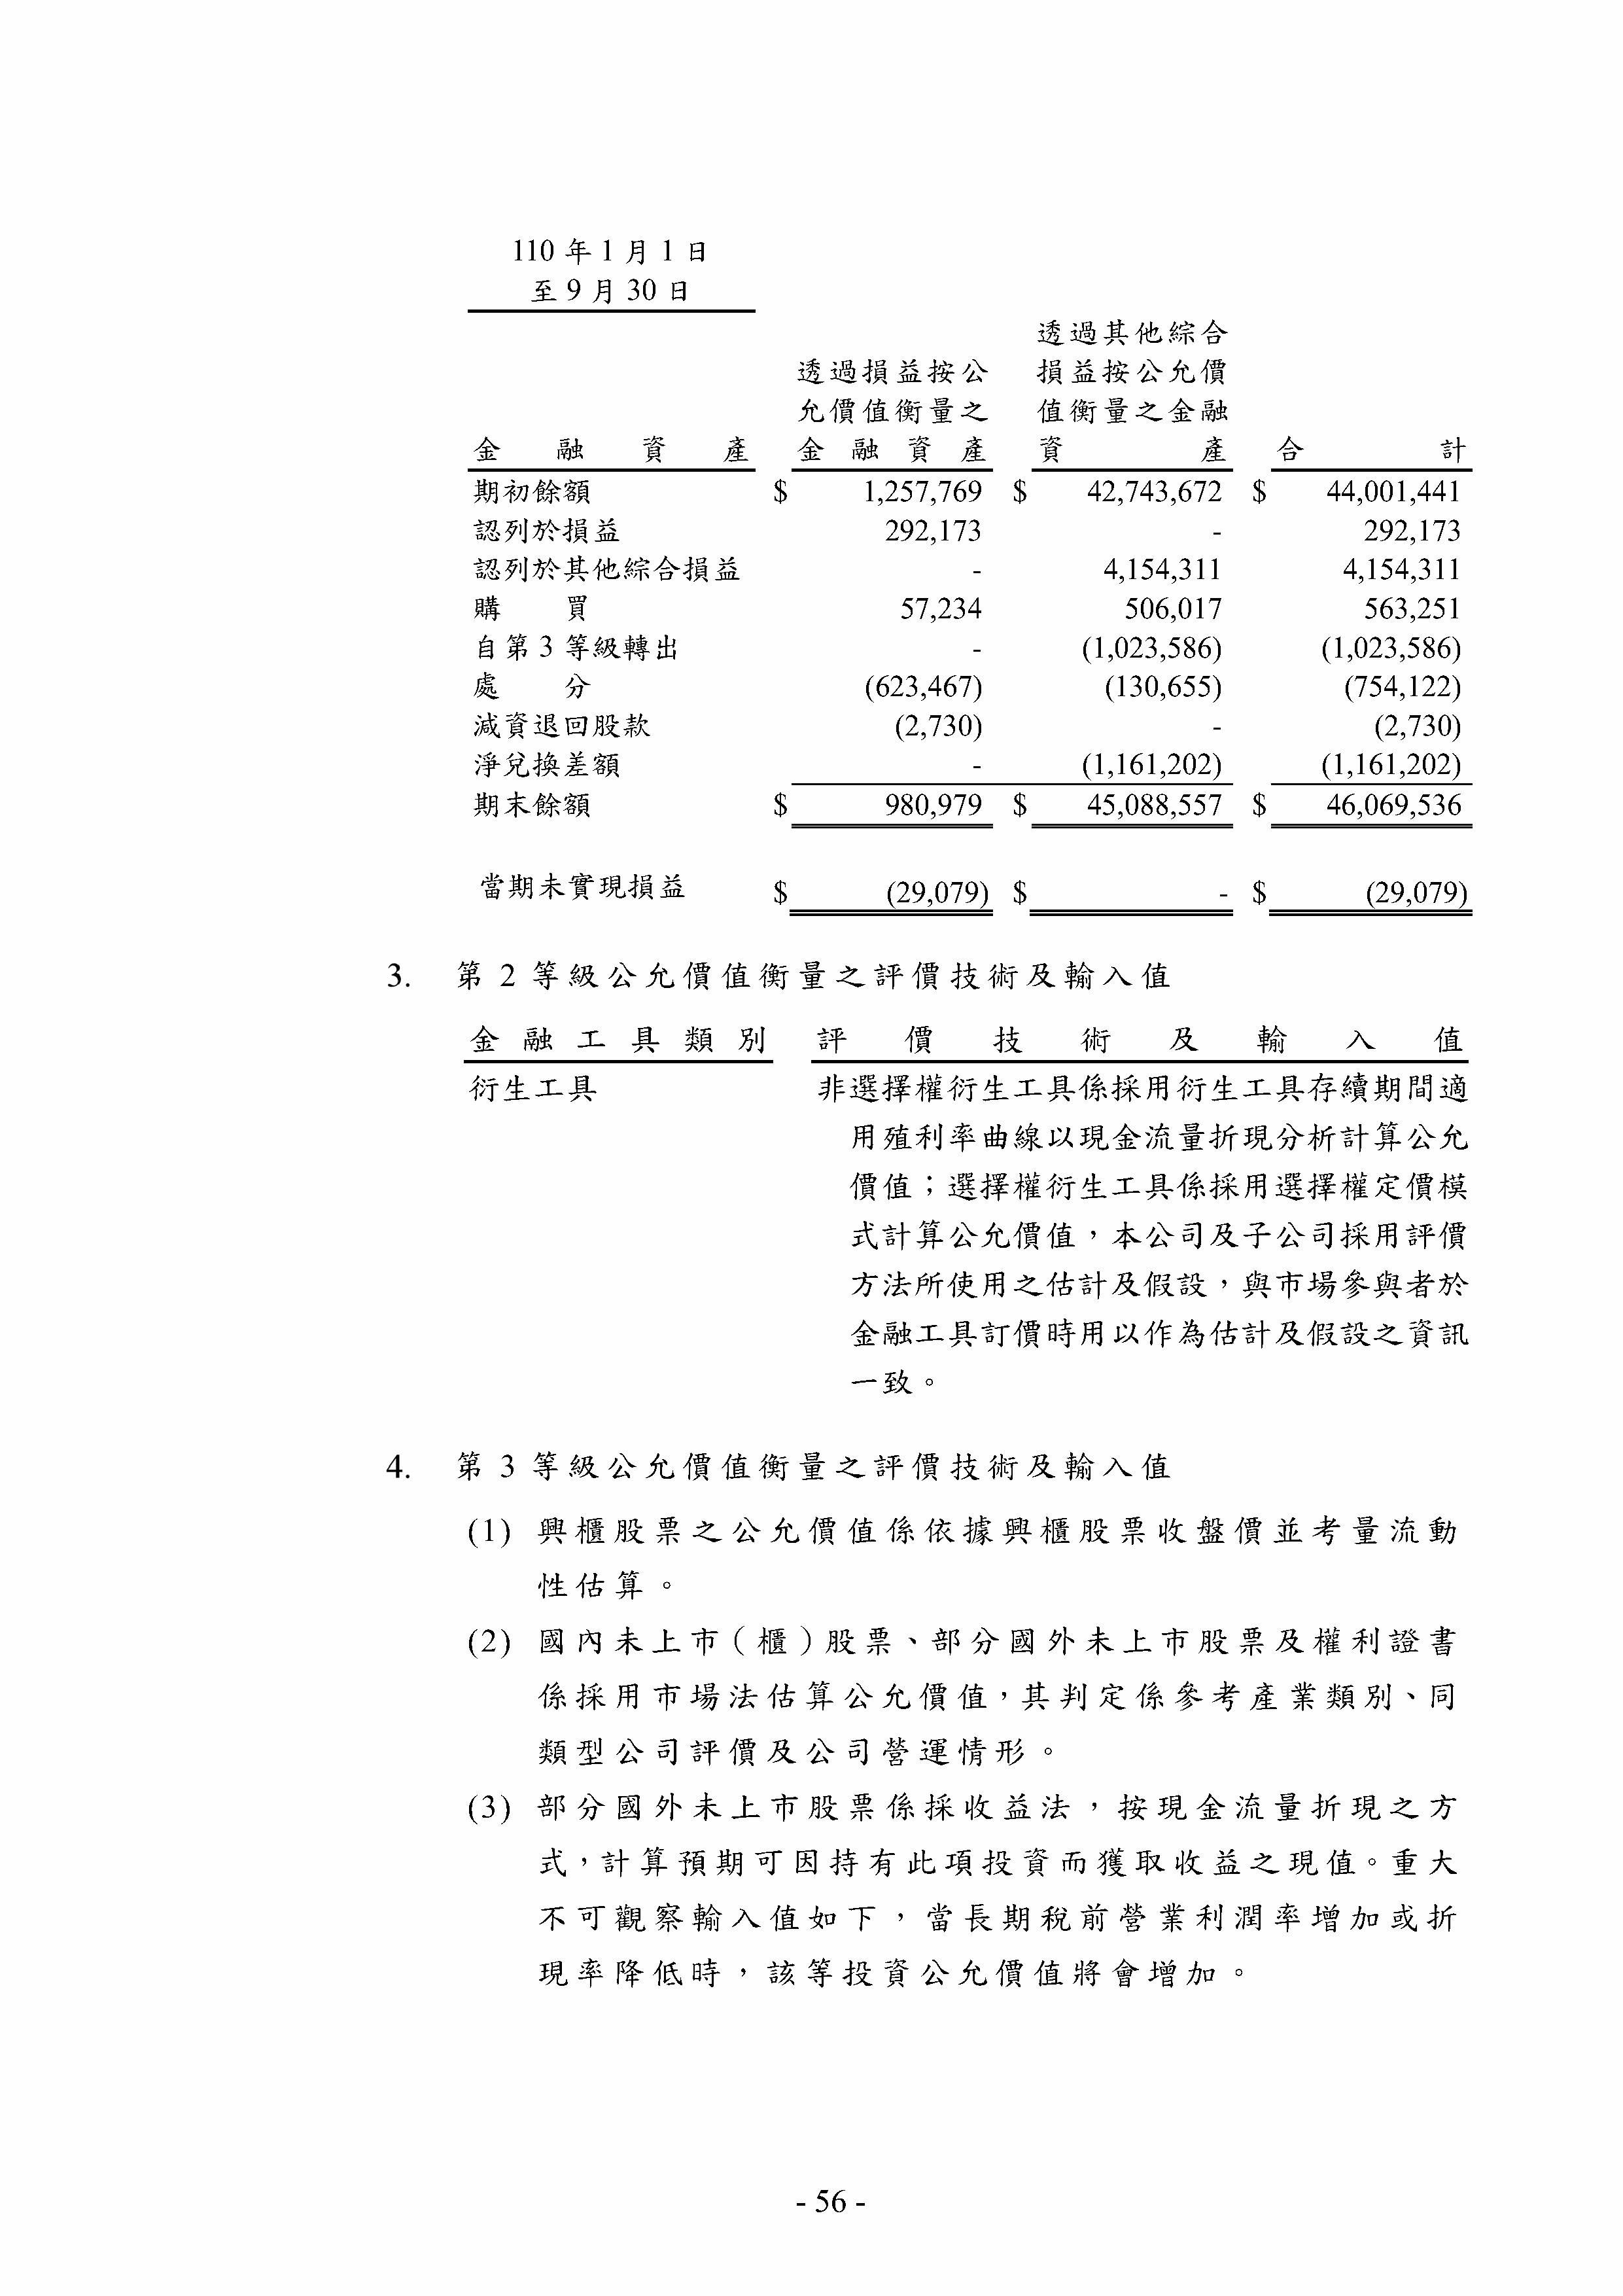 110 年 1 月 1 日
至 9 月 30 日
透過其他綜合
透過損益按公 損益按公允價
允價值衡量之 值衡量之金融
金融資產 金融資產 資產 合計
期初餘額 $ 1,257,769 $ 42,743,672 $ 44,001,441
認列於損益 292,173 - 292,173
認列於其他綜合損益 - 4,154,311 4,154,311
購買 57,234 506,017 563,251
自第 3 等級轉出 - (1,023,586) (1,023,586)
處分 (623,467) (130,655) (754,122)
減資退回股款 (2,730) - (2,730)
淨兌換差額 - (1,161,202) (1,161,202)
期末餘額 $ 980,979 $ 45,088,557 $ 46,069,536
當期未實現損益 $ (29,079) $ - $ (29,079)
3. 第 2 等級公允價值衡量之評價技術及輸入值
金融工具類別 評價技術及輸入值
衍生工具 非選擇權衍生工具係採用衍生工具存續期間適
用殖利率曲線以現金流量折現分析計算公允
價值；選擇權衍生工具係採用選擇權定價模
式計算公允價值，本公司及子公司採用評價
方法所使用之估計及假設，與市場參與者於
金融工具訂價時用以作為估計及假設之資訊
一致。
4. 第 3 等級公允價值衡量之評價技術及輸入值
(1) 興櫃股票之公允價值係依據興櫃股票收盤價並考量流動
性估算。
(2) 國內未上市（櫃）股票、部分國外未上市股票及權利證書
係採用市場法估算公允價值，其判定係參考產業類別、同
類型公司評價及公司營運情形。
(3) 部分國外未上市股票係採收益法，按現金流量折現之方
式，計算預期可因持有此項投資而獲取收益之現值。重大
不可觀察輸入值如下，當長期稅前營業利潤率增加或折
現率降低時，該等投資公允價值將會增加。
- 56 -